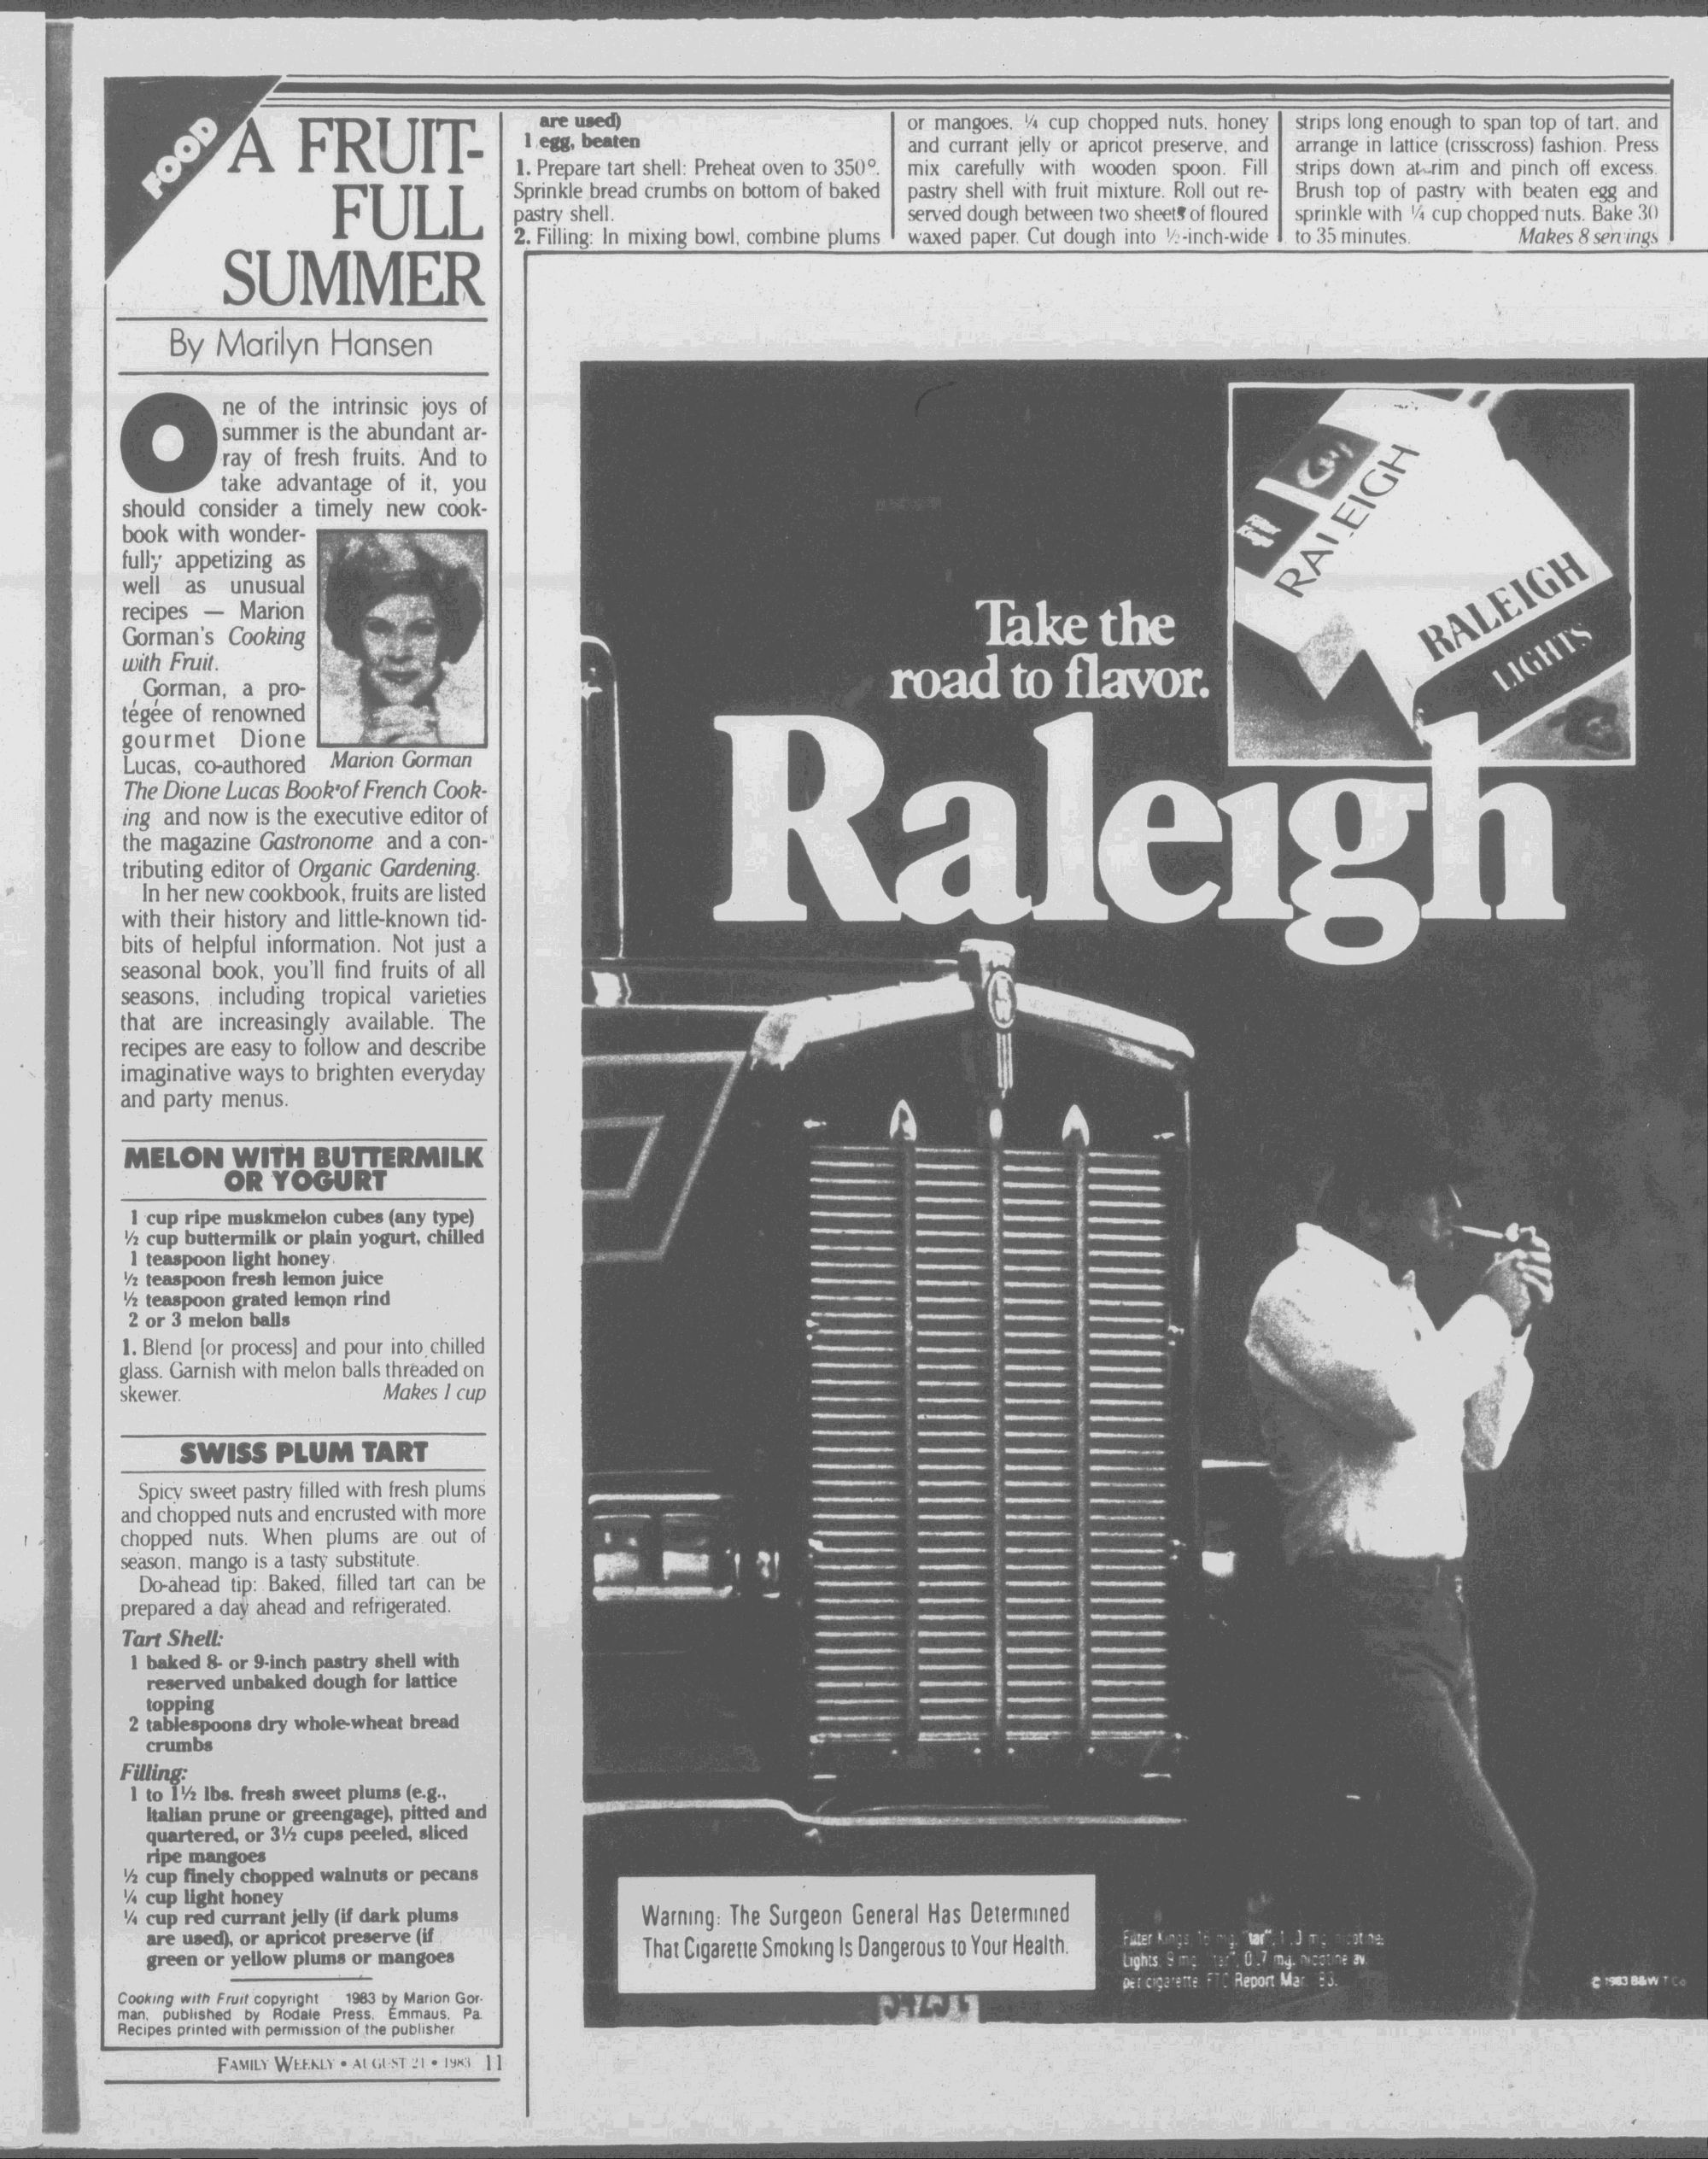 FOOD
A FRUIT-
FULL
SUMMER
By Marilyn Hansen
One of the intrinsic joys of
summer is the abundant ar-
ray of fresh fruits. And to
take advantage of it, you
should consider a timely new cook-
book with wonder-
fully appetizing as
well as unusual
recipes — Marion
Gorman's Cooking
with Fruit.
Gorman, a pro-
tégée of renowned
gourmet Dione
Lucas, co-authored
Marion Gorman
The Dione Lucas Book of French Cook-
ing and now is the executive editor of
the magazine Gastronome and a con-
tributing editor of Organic Gardening.
In her new cookbook, fruits are listed
with their history and little-known tid-
bits of helpful information. Not just a
seasonal book, you'll find fruits of all
seasons, including tropical varieties
that are increasingly available. The
recipes are easy to follow and describe
imaginative ways to brighten everyday
and party menus.
MELON WITH BUTTERMILK
OR YOGURT
1 cup ripe muskmelon cubes (any type)
½ cup buttermilk or plain yogurt, chilled
1 teaspoon light honey
½ teaspoon fresh lemon juice
½ teaspoon grated lemon rind
2 or 3 melon balls
1. Blend [or process] and pour into chilled
glass. Garnish with melon balls threaded on
skewer. Makes 1 cup
SWISS PLUM TART
Spicy sweet pastry filled with fresh plums
and chopped nuts and encrusted with more
chopped nuts. When plums are out of
season, mango is a tasty substitute.
Do-ahead tip: Baked, filled tart can be
prepared a day ahead and refrigerated.
Tart Shell:
1 baked 8- or 9-inch pastry shell with
reserved unbaked dough for lattice
topping
2 tablespoons dry whole-wheat bread
crumbs
Filling:
1 to 1½ lbs. fresh sweet plums (e.g.,
Italian prune or greengage), pitted and
quartered, or 3½ cups peeled, sliced
ripe mangoes
½ cup finely chopped walnuts or pecans
¼ cup light honey
¼ cup red currant jelly (if dark plums
are used), or apricot preserve (if
green or yellow plums or mangoes
Cooking with Fruit copyright 1983 by Marion Gor-
man, published by Rodale Press, Emmaus, Pa.
Recipes printed with permission of the publisher
FAMILY WEEKLY • AUGUST 21 • 1983 11
are used)
1 egg, beaten
1. Prepare tart shell: Preheat oven to 350°.
Sprinkle bread crumbs on bottom of baked
pastry shell.
2. Filling: In mixing bowl, combine plums
or mangoes, ¼ cup chopped nuts, honey
and currant jelly or apricot preserve, and
mix carefully with wooden spoon. Fill
pastry shell with fruit mixture. Roll out re-
served dough between two sheets of floured
waxed paper. Cut dough into ½-inch-wide
strips long enough to span top of tart, and
arrange in lattice (crisscross) fashion. Press
strips down at rim and pinch off excess.
Brush top of pastry with beaten egg and
sprinkle with ¼ cup chopped nuts. Bake 30
to 35 minutes. Makes 8 servings
RALEIGH
RALEIGH
LIGHTS
Take the
road to flavor.
Raleigh
Warning: The Surgeon General Has Determined
That Cigarette Smoking Is Dangerous to Your Health.
Filter Kings, 16 mg. "tar", 1.0 mg. nicotine;
Lights, 9 mg. "tar", 0.7 mg. nicotine av.
per cigarette, FTC Report Mar. 83.
© 1983 B&W T Co